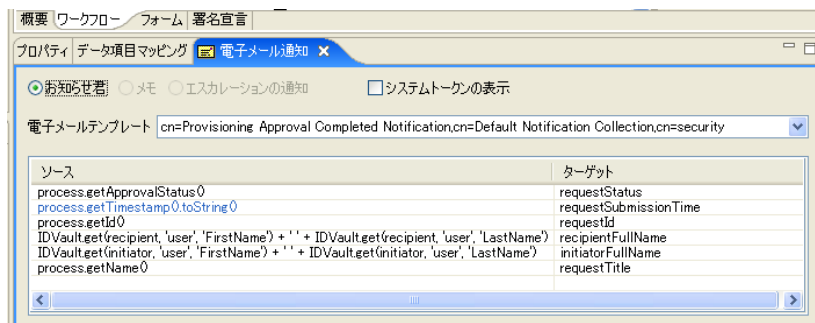 概要 ワークフロー フォーム 署名宣言
プロパティ データ項目マッピング 電子メール通知
お知らせ君 メモ エスカレーションの通知 システムトークンの表示
電子メールテンプレート cn=Provisioning Approval Completed Notification,cn=Default Notification Collection,cn=security
ソース ターゲット
process.getApprovalStatus() requestStatus
process.getTimestamp().toString() requestSubmissionTime
process.getId() requestId
IDVault.get(recipient, 'user', 'FirstName') + ' ' + IDVault.get(recipient, 'user', 'LastName') recipientFullName
IDVault.get(initiator, 'user', 'FirstName') + ' ' + IDVault.get(initiator, 'user', 'LastName') initiatorFullName
process.getName() requestTitle